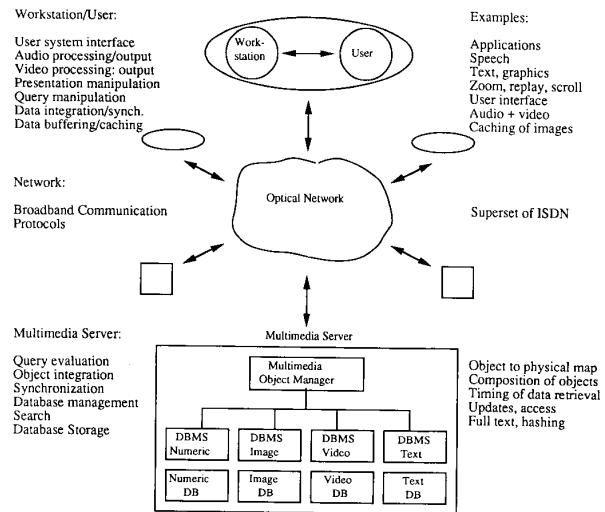 Workstation/User:
User system interface
Audio processing/output
Video processing: output
Presentation manipulation
Query manipulation
Data integration/synch.
Data buffering/caching
Work-
station
User
Examples:
Applications
Speech
Text, graphics
Zoom, replay, scroll
User interface
Audio + video
Caching of images
Network:
Broadband Communication
Protocols
Optical Network
Superset of ISDN
Multimedia Server:
Query evaluation
Object integration
Synchronization
Database management
Search
Database Storage
Multimedia Server
Multimedia
Object Manager
DBMS
Numeric
DBMS
Image
DBMS
Video
DBMS
Text
Numeric
DB
Image
DB
Video
DB
Text
DB
Object to physical map
Composition of objects
Timing of data retrieval
Updates, access
Full text, hashing